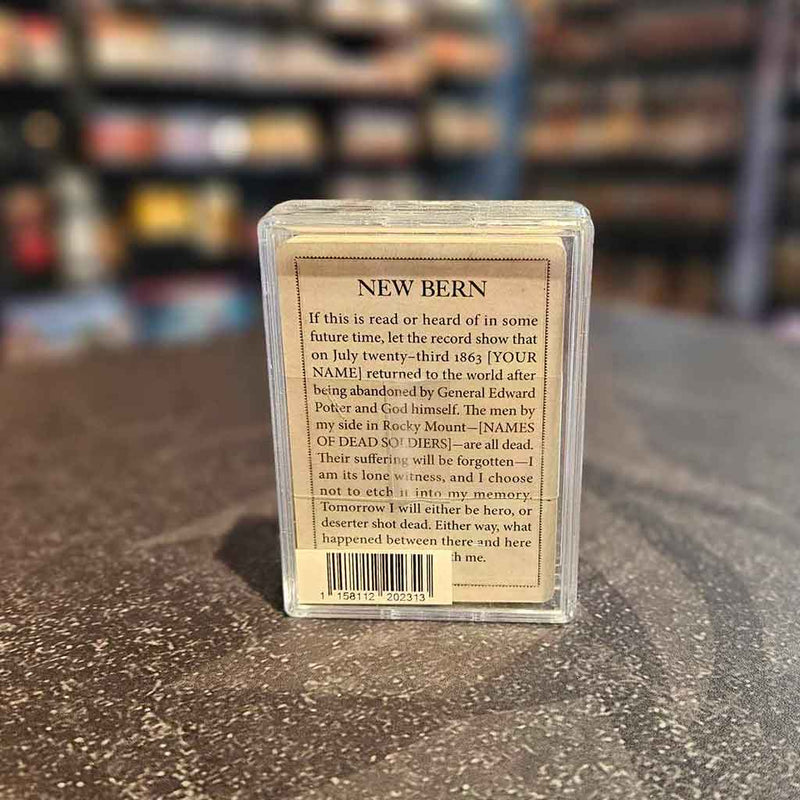 NEW BERN
If this is read or heard of in some
future time, let the record show that
on July twenty-third 1863 [YOUR
NAME] returned to the world after
being abandoned by General Edward
Potter and God himself. The men by
my side in Rocky Mount—[NAMES
OF DEAD SOLDIERS]—are all dead.
Their suffering will be forgotten—I
am its lone witness, and I choose
not to etch it into my memory.
Tomorrow I will either be hero, or
deserter shot dead. Either way, what
happened between there and here
me.
1 158112 202313